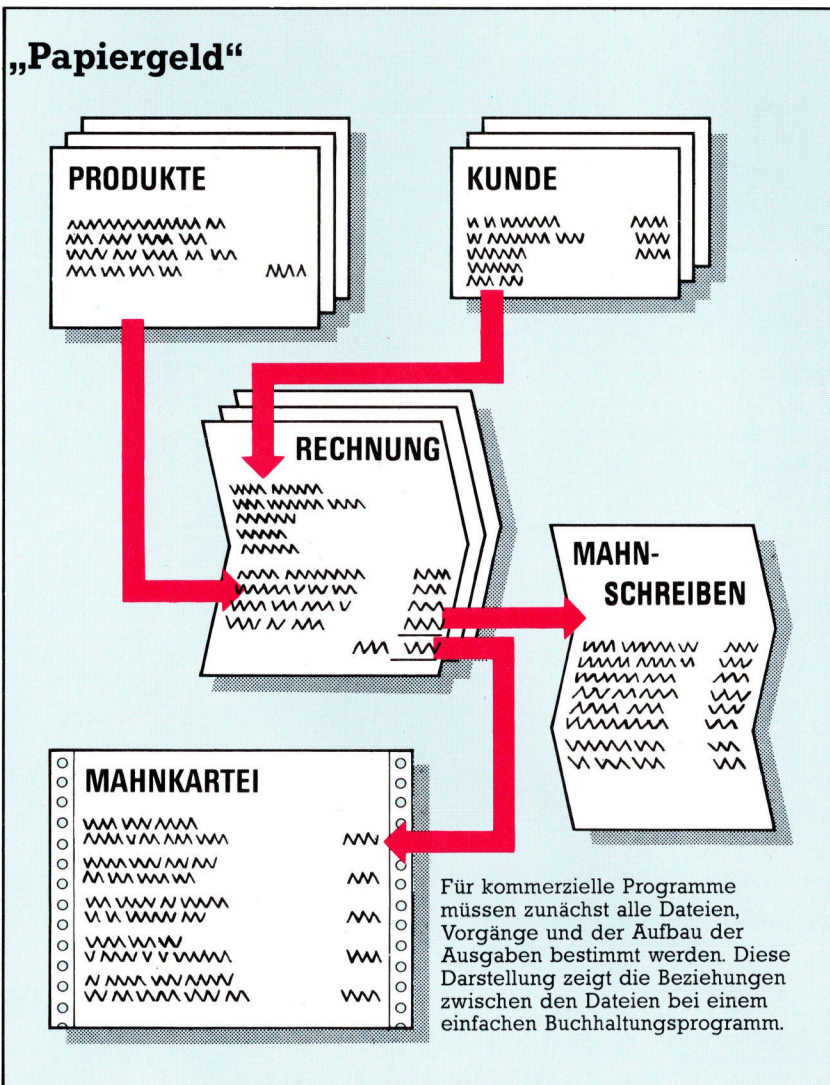 „Papiergeld“
PRODUKTE
KUNDE
RECHNUNG
MAHN-
SCHREIBEN
MAHNKARTEI
Für kommerzielle Programme
müssen zunächst alle Dateien,
Vorgänge und der Aufbau der
Ausgaben bestimmt werden. Diese
Darstellung zeigt die Beziehungen
zwischen den Dateien bei einem
einfachen Buchhaltungsprogramm.